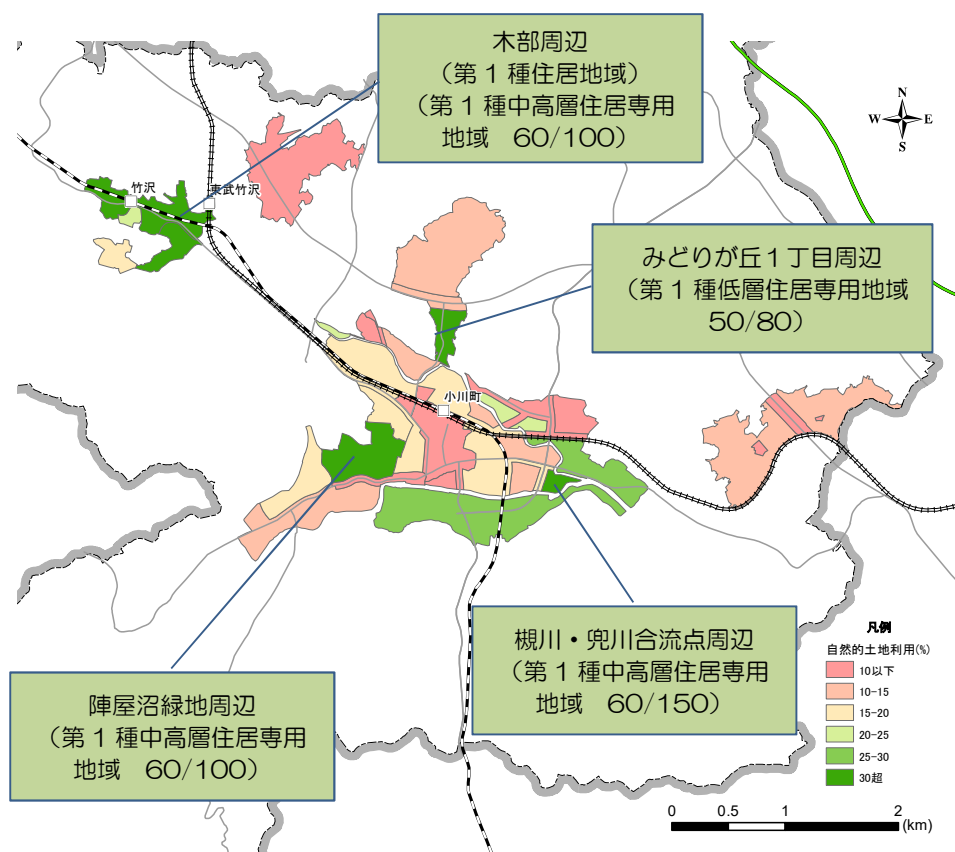 木部周辺
（第１種住居地域）
（第１種中高層住居専用
地域　60/100）
N
W
E
S
竹沢
東武竹沢
みどりが丘１丁目周辺
（第１種低層住居専用地域
50/80）
小川町
槻川・兜川合流点周辺
（第１種中高層住居専用
地域　60/150）
陣屋沼緑地周辺
（第１種中高層住居専用
地域　60/100）
凡例
自然的土地利用(%)
10以下
10-15
15-20
20-25
25-30
30超
0 0.5 1 2
(km)